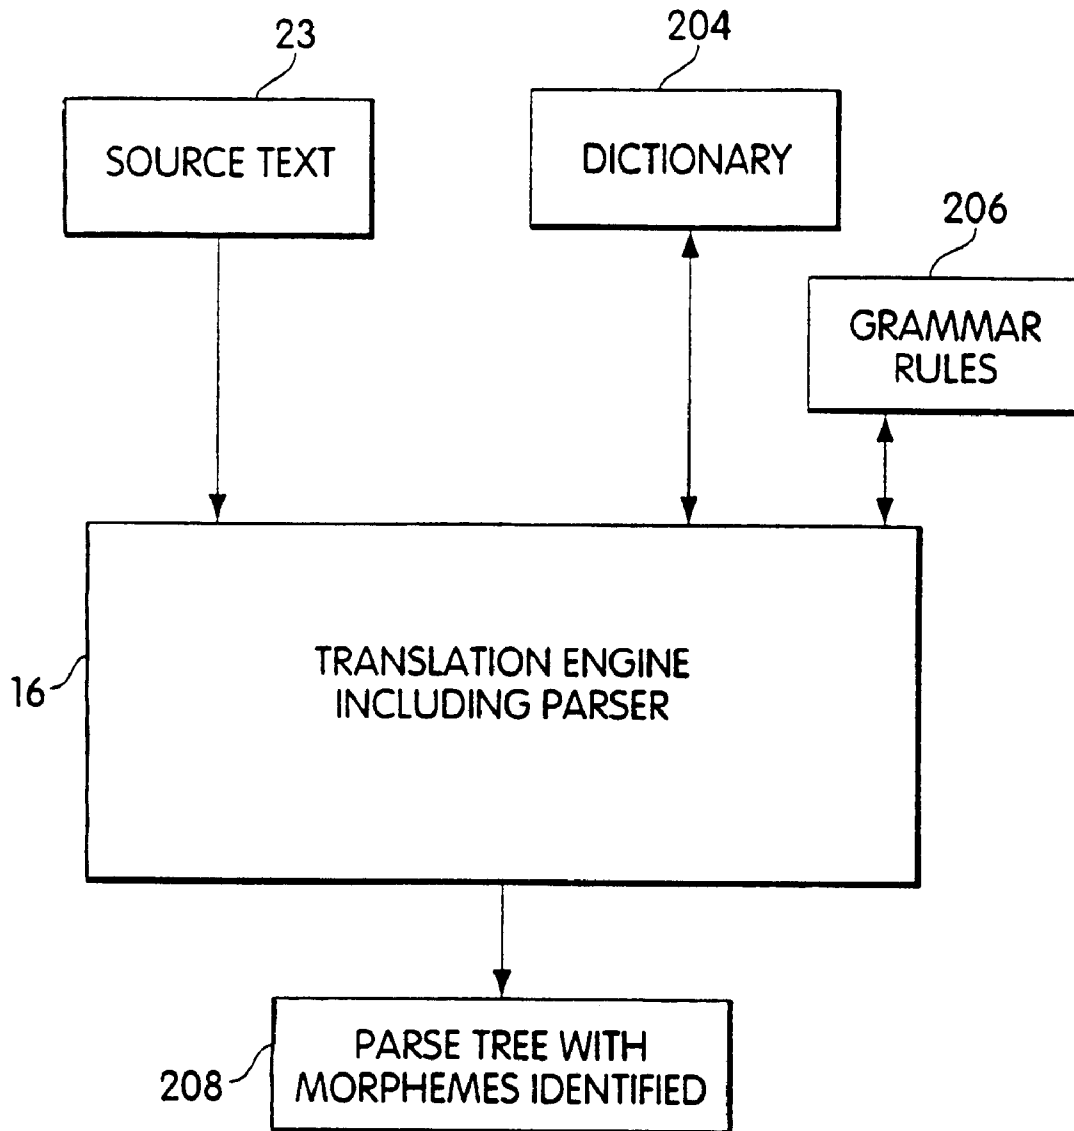 23
204
SOURCE TEXT
DICTIONARY
206
GRAMMAR
RULES
TRANSLATION ENGINE
INCLUDING PARSER
16
PARSE TREE WITH
MORPHEMES IDENTIFIED
208